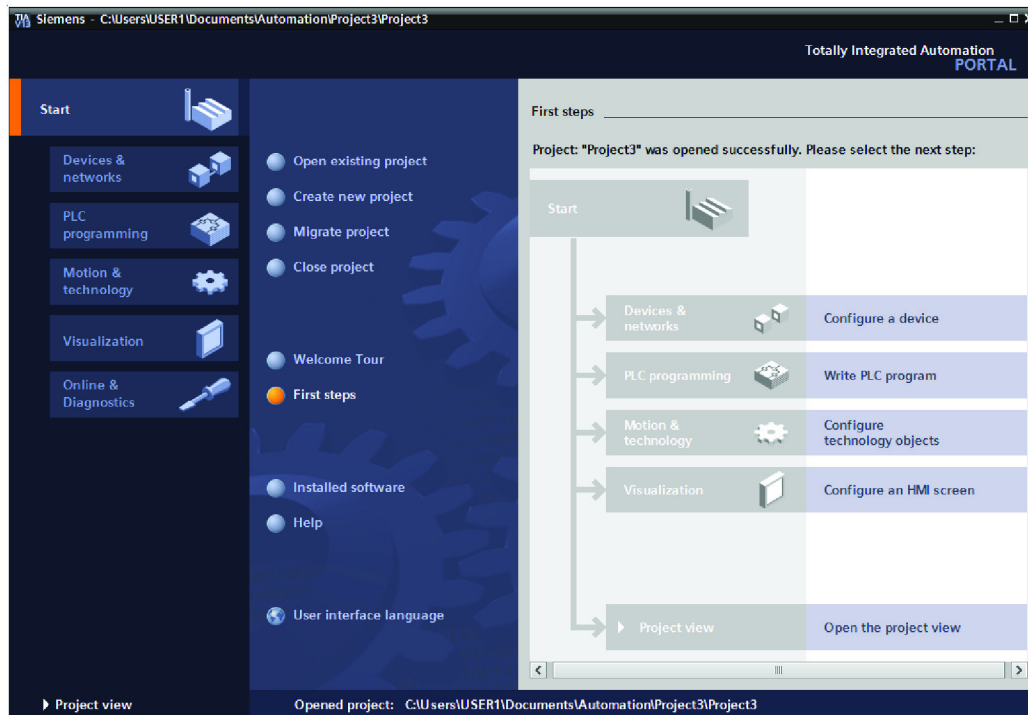 Siemens - C:\Users\USER1\Documents\Automation\Project3\Project3
Totally Integrated Automation
PORTAL
Start
Devices &
networks
PLC
programming
Motion &
technology
Visualization
Online &
Diagnostics
Open existing project
Create new project
Migrate project
Close project
Welcome Tour
First steps
Installed software
Help
User interface language
First steps
Project: "Project3" was opened successfully. Please select the next step:
Start
Devices &
networks
Configure a device
PLC programming
Write PLC program
Motion &
technology
Configure
technology objects
Visualization
Configure an HMI screen
Project view
Open the project view
Project view
Opened project: C:\Users\USER1\Documents\Automation\Project3\Project3